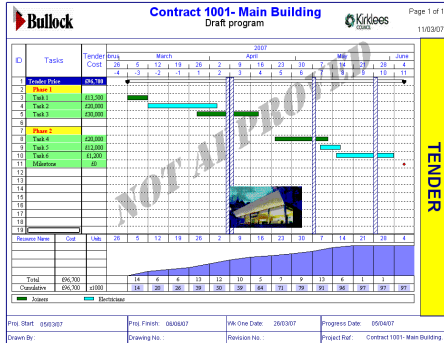 Bullock
Contract 1001- Main Building
Draft program
Kirklees
COUNCIL
Page 1 of 1
11/03/07
ID
Tasks
Tender Cost
2007
March
April
May
June
26 5 12 19 26 2 9 16 23 30 7 14 21 28 4
-4 -3 -2 -1 1 2 3 4 5 6 7 8 9 10 11
1 Tender Price £96,700
2 Phase 1
3 Task 1 £12,500
4 Task 2 £20,000
5 Task 3 £30,000
6
7 Phase 2
8 Task 4 £20,000
9 Task 5 £12,000
10 Task 6 £1,200
11 Milestone £0
12
13
14
15
16
17
18
19
NOT APPROVED
TENDER
Resource Name Cost Units 26 5 12 19 26 2 9 16 23 30 7 14 21 28 4
Total £96,700 14 6 4 13 12 10 5 7 9 13 6 1 1
Cumulative £96,700 x1000 14 20 26 39 50 59 64 71 79 91 96 97 97 97
Joiners
Electricians
Proj. Start 05/03/07
Proj. Finish: 08/06/07
Wk One Date: 26/03/07
Progress Date: 05/04/07
Drawn By:
Drawing No. :
Revision No. :
Project Ref: Contract 1001- Main Building